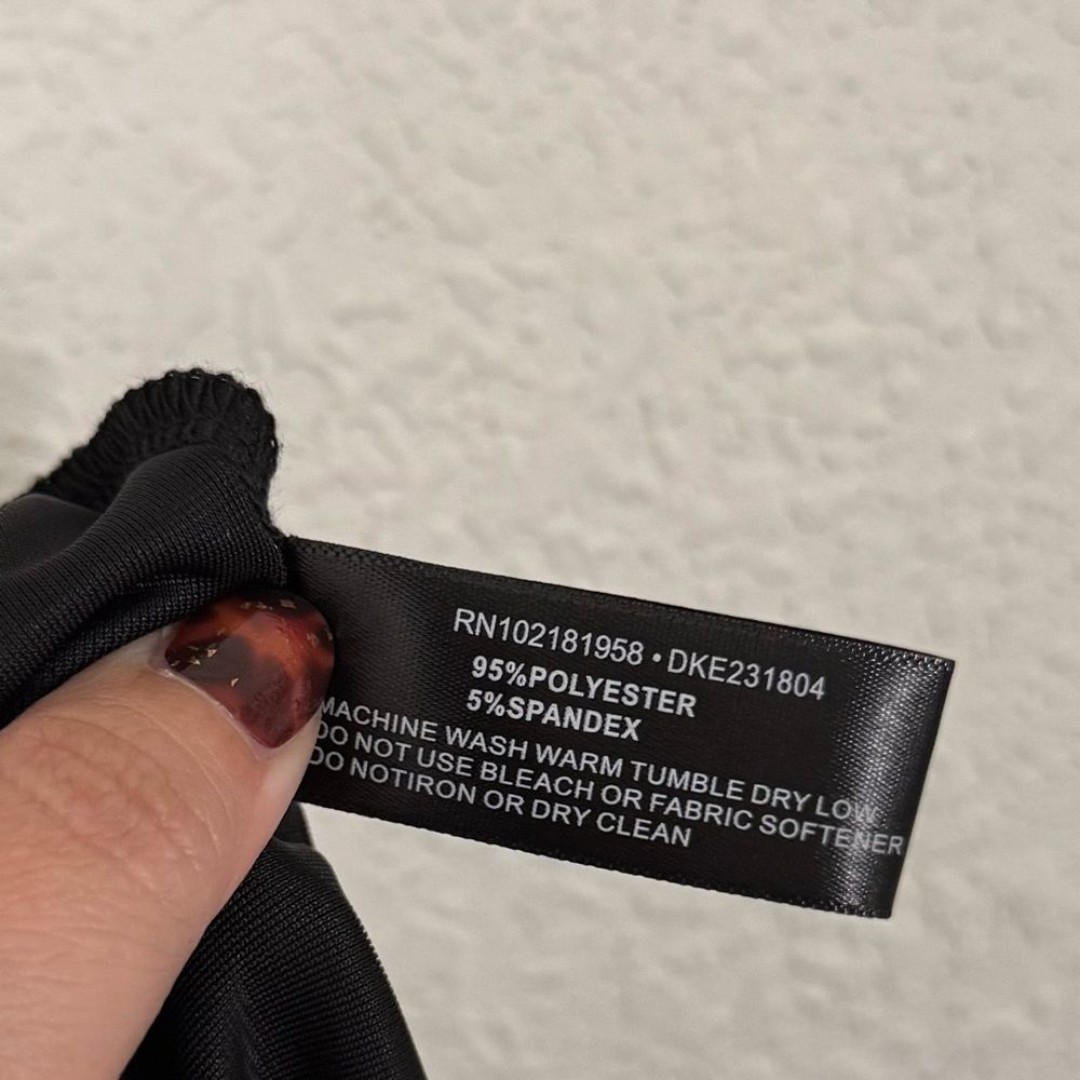 RN102181958 • DKE231804
95%POLYESTER
5%SPANDEX
MACHINE WASH WARM TUMBLE DRY LOW
DO NOT USE BLEACH OR FABRIC SOFTENER
DO NOTIRON OR DRY CLEAN